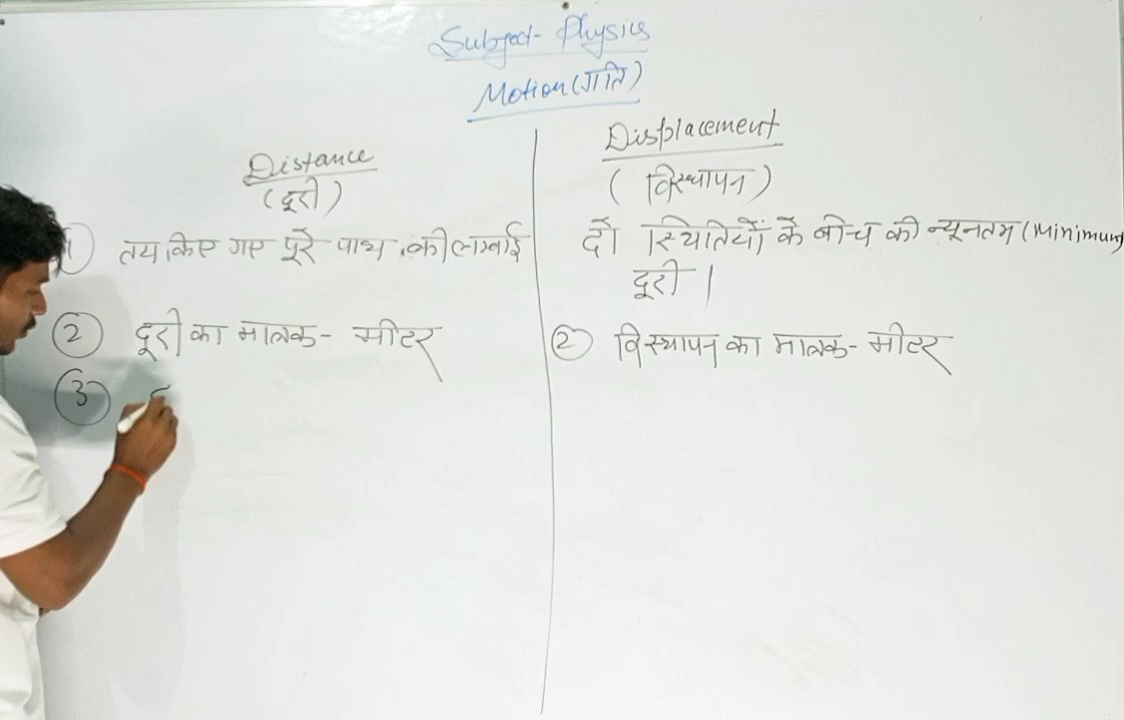 Subject- Physics
Motion (गति)
Distance
(दूरी)
1) तय किए गए पूरे पाथ की लम्बाई
② दूरी का मात्रक- मीटर
③
Displacement
(विस्थापन)
दो स्थितियों के बीच की न्यूनतम (Minimum)
दूरी |
② विस्थापन का मात्रक- मीटर